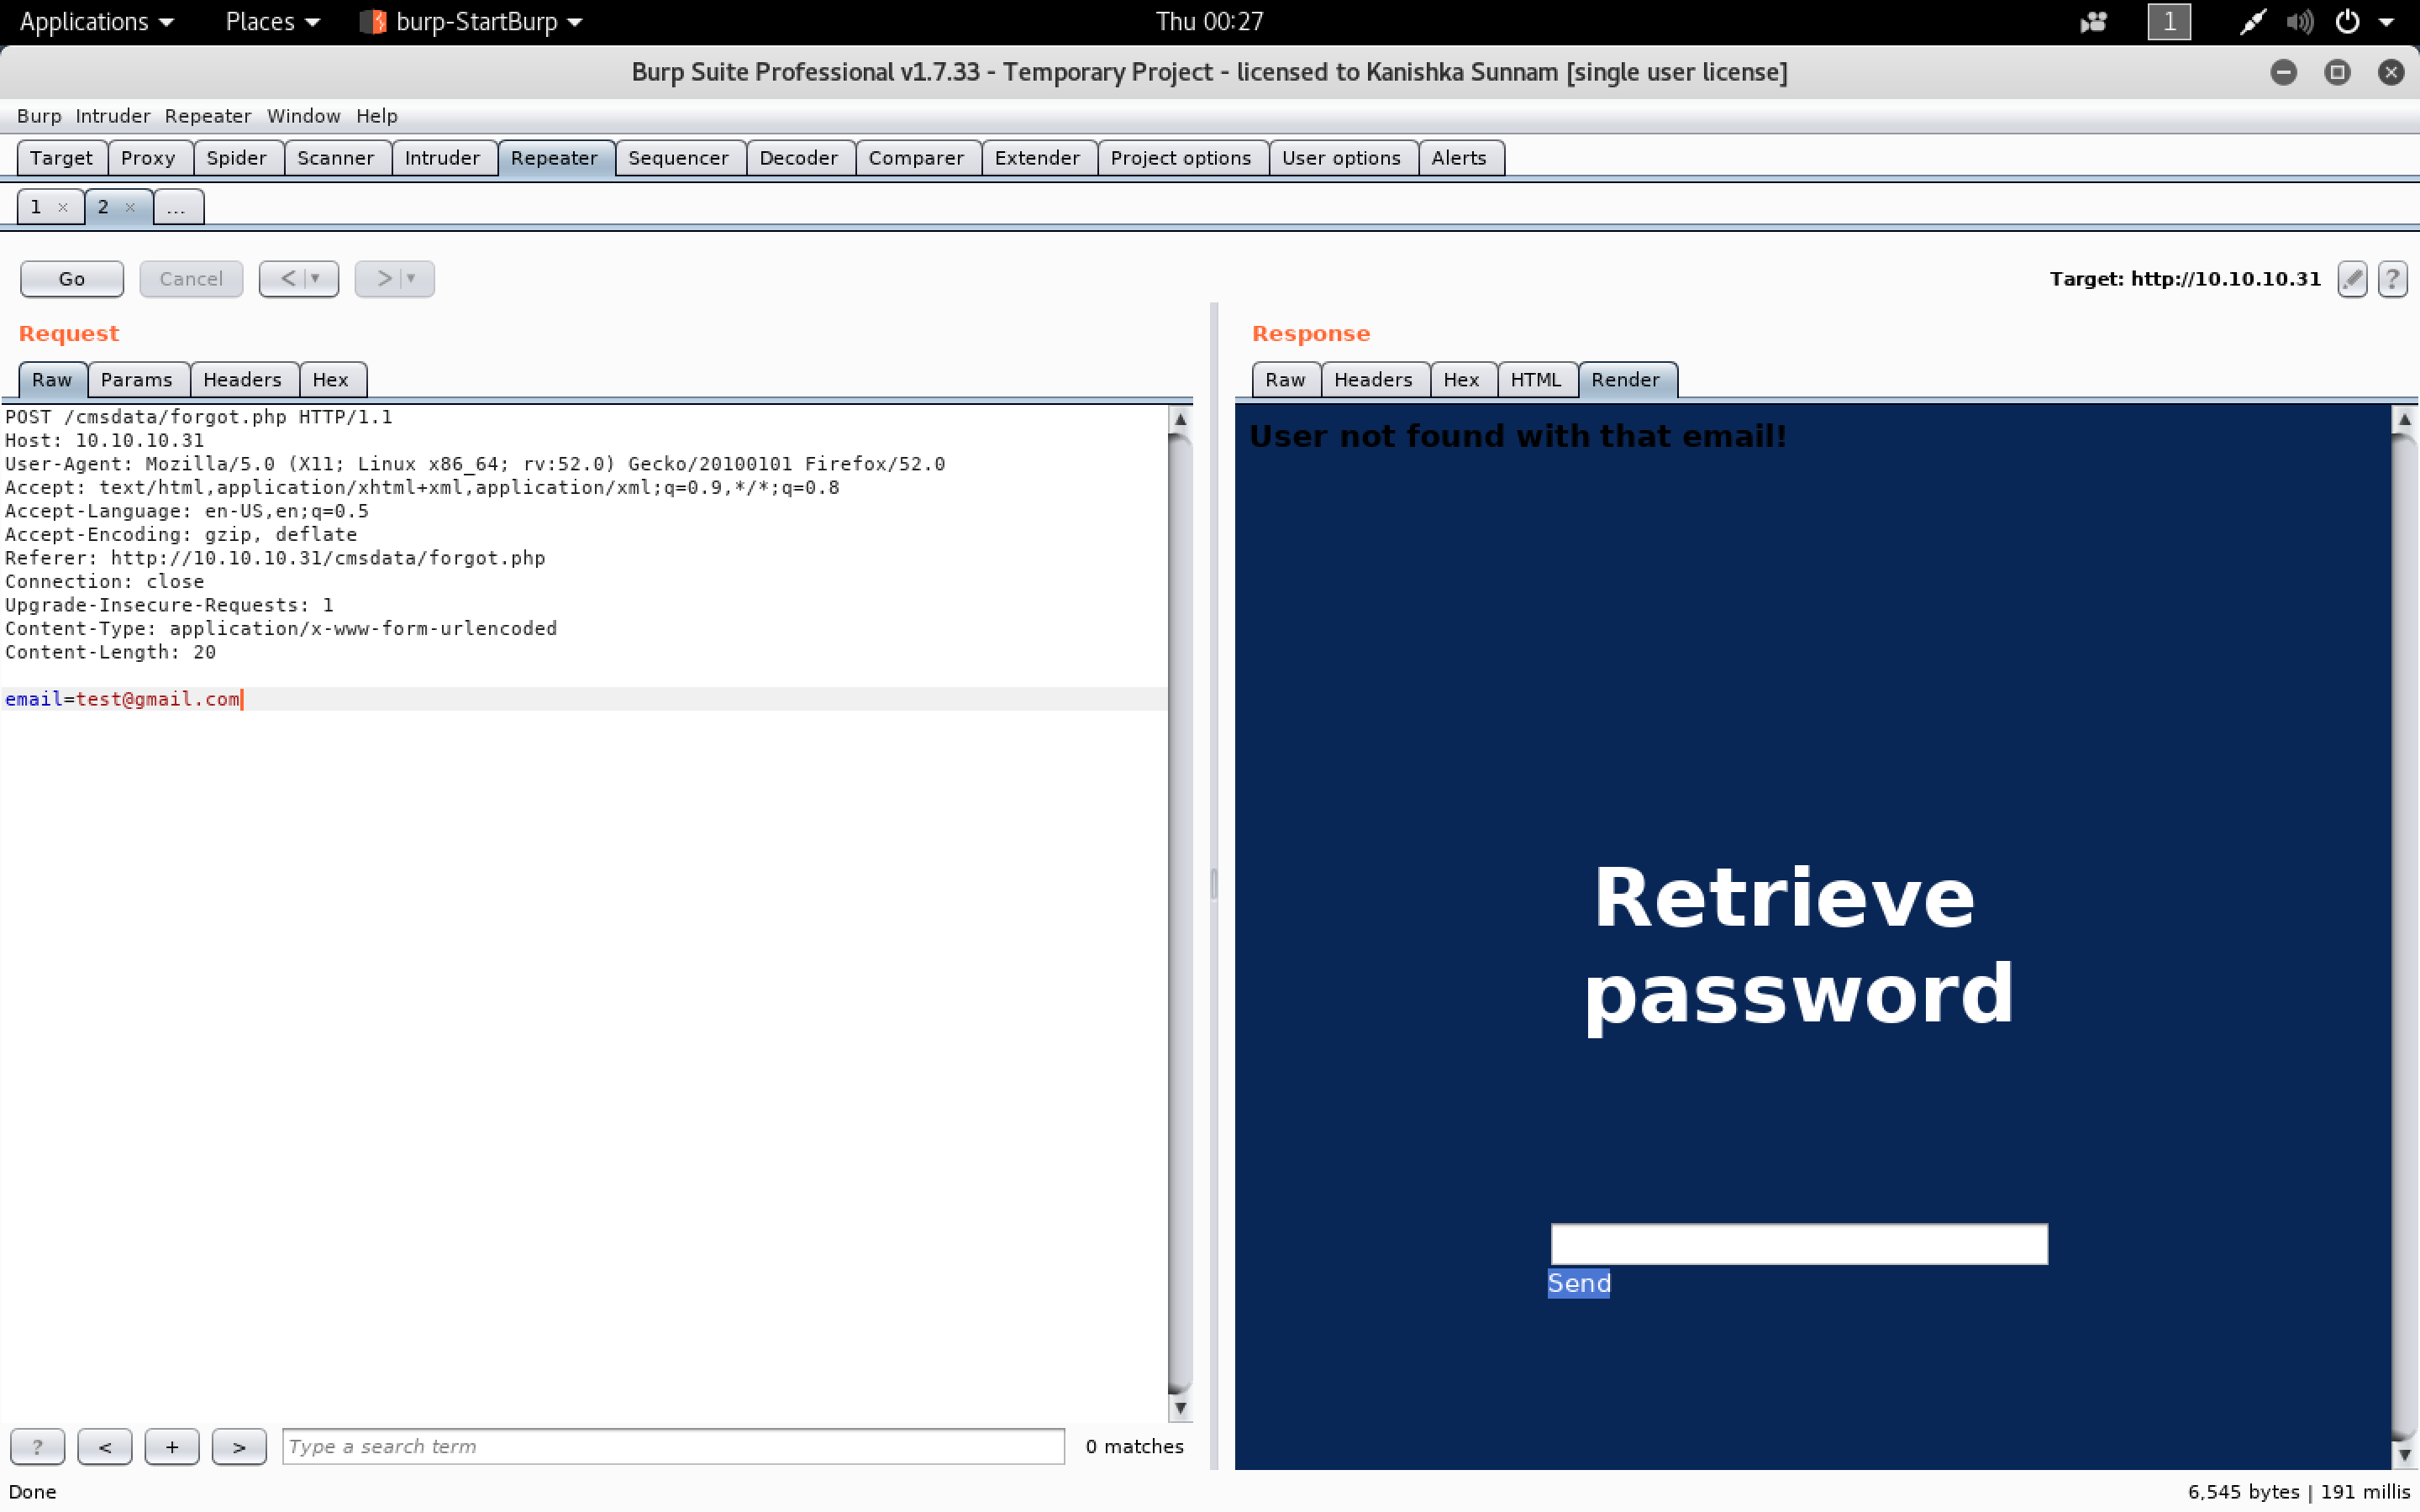 Applications Places burp-StartBurp Thu 00:27 1
Burp Suite Professional v1.7.33 - Temporary Project - licensed to Kanishka Sunnam [single user license]
Burp Intruder Repeater Window Help
Target Proxy Spider Scanner Intruder Repeater Sequencer Decoder Comparer Extender Project options User options Alerts
1 × 2 × ...
Go Cancel < > Target: http://10.10.10.31 ?
Request
Raw Params Headers Hex
POST /cmsdata/forgot.php HTTP/1.1
Host: 10.10.10.31
User-Agent: Mozilla/5.0 (X11; Linux x86_64; rv:52.0) Gecko/20100101 Firefox/52.0
Accept: text/html,application/xhtml+xml,application/xml;q=0.9,*/*;q=0.8
Accept-Language: en-US,en;q=0.5
Accept-Encoding: gzip, deflate
Referer: http://10.10.10.31/cmsdata/forgot.php
Connection: close
Upgrade-Insecure-Requests: 1
Content-Type: application/x-www-form-urlencoded
Content-Length: 20
email=test@gmail.com
? < + > Type a search term 0 matches
Response
Raw Headers Hex HTML Render
User not found with that email!
Retrieve
password
Send
Done 6,545 bytes | 191 millis